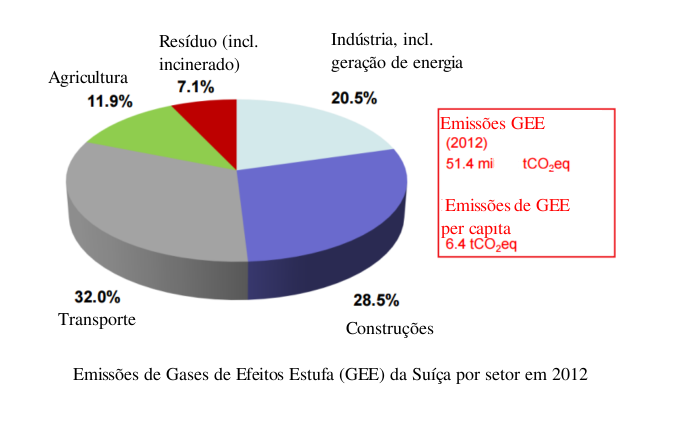 Resíduo (incl.
incinerado)
7.1%
Indústria, incl.
geração de energia
20.5%
Agricultura
11.9%
Emissões GEE
(2012)
51.4 mi tCO₂eq
Emissões de GEE
per capita
6.4 tCO₂eq
32.0%
Transporte
28.5%
Construções
Emissões de Gases de Efeitos Estufa (GEE) da Suíça por setor em 2012